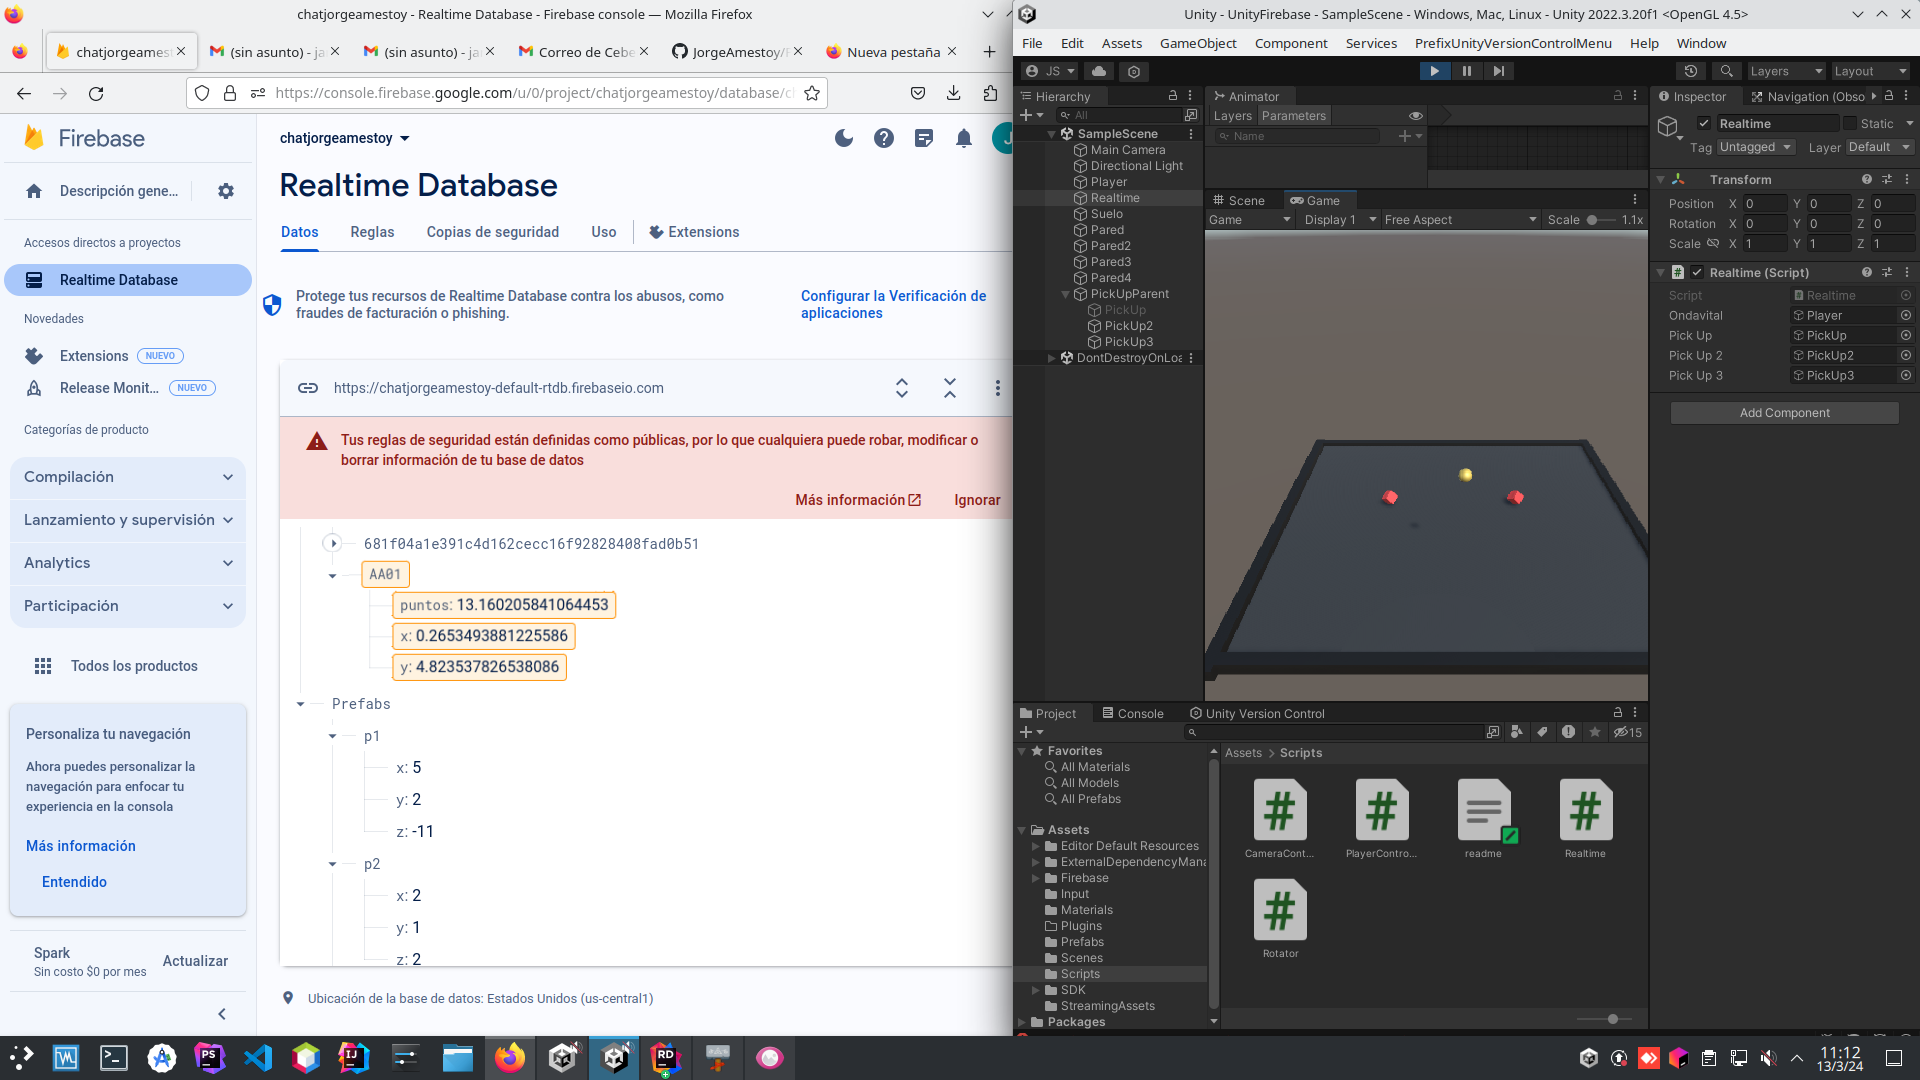 chatjorgeamestoy - Realtime Database - Firebase console — Mozilla Firefox
chatjorgeamest
(sin asunto) - ja
(sin asunto) - ja
Correo de Cebe
JorgeAmestoy/F
Nueva pestaña
https://console.firebase.google.com/u/0/project/chatjorgeamestoy/database/c
Firebase
chatjorgeamestoy
J
Descripción gene...
Accesos directos a proyectos
Realtime Database
Novedades
Extensions NUEVO
Release Monit... NUEVO
Categorías de producto
Compilación
Lanzamiento y supervisión
Analytics
Participación
Todos los productos
Personaliza tu navegación
Ahora puedes personalizar la
navegación para enfocar tu
experiencia en la consola
Más información
Entendido
Spark
Sin costo $0 por mes
Actualizar
Realtime Database
Datos Reglas Copias de seguridad Uso Extensions
Protege tus recursos de Realtime Database contra los abusos, como
fraudes de facturación o phishing.
Configurar la Verificación de
aplicaciones
https://chatjorgeamestoy-default-rtdb.firebaseio.com
Tus reglas de seguridad están definidas como públicas, por lo que cualquiera puede robar, modificar o
borrar información de tu base de datos
Más información Ignorar
681f04a1e391c4d162cecc16f92828408fad0b51
AA01
puntos: 13.160205841064453
x: 0.2653493881225586
y: 4.823537826538086
Prefabs
p1
x: 5
y: 2
z: -11
p2
x: 2
y: 1
z: 2
Ubicación de la base de datos: Estados Unidos (us-central1)
Unity - UnityFirebase - SampleScene - Windows, Mac, Linux - Unity 2022.3.20f1 <OpenGL 4.5>
File Edit Assets GameObject Component Services PrefixUnityVersionControlMenu Help Window
JS
Layers Layout
Hierarchy
All
SampleScene
Main Camera
Directional Light
Player
Realtime
Suelo
Pared
Pared2
Pared3
Pared4
PickUpParent
PickUp
PickUp2
PickUp3
DontDestroyOnLoa
Animator
Layers Parameters
Name
Scene Game
Game Display 1 Free Aspect Scale 1.1x
Inspector Navigation (Obso
Realtime Static
Tag Untagged Layer Default
Transform
Position X 0 Y 0 Z 0
Rotation X 0 Y 0 Z 0
Scale X 1 Y 1 Z 1
Realtime (Script)
Script Realtime
Ondavital Player
Pick Up PickUp
Pick Up 2 PickUp2
Pick Up 3 PickUp3
Add Component
Project Console Unity Version Control
15
Favorites
All Materials
All Models
All Prefabs
Assets
Editor Default Resources
ExternalDependencyMana
Firebase
Input
Materials
Plugins
Prefabs
Scenes
Scripts
SDK
StreamingAssets
Packages
Assets > Scripts
CameraCont...
PlayerContro...
readme
Realtime
Rotator
PS
IJ
RD
11:12
13/3/24